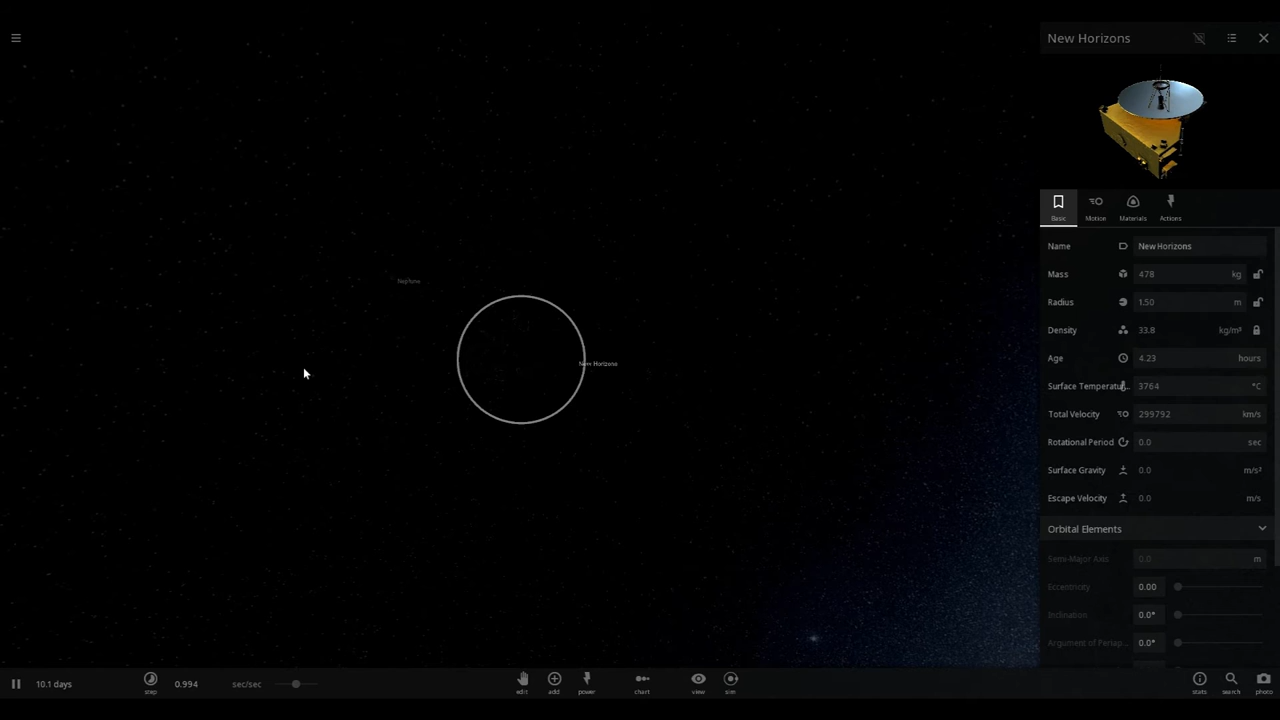 New Horizons
Basic
Motion
Materials
Actions
Name New Horizons
Mass 478 kg
Radius 1.50 m
Density 33.8 kg/m³
Age 4.23 hours
Surface Temperatu... 3764 °C
Total Velocity 299792 km/s
Rotational Period 0.0 sec
Surface Gravity 0.0 m/s²
Escape Velocity 0.0 m/s
Orbital Elements
Semi-Major Axis 0.0 m
Eccentricity 0.00
Inclination 0.0°
Argument of Periap... 0.0°
Neptune
New Horizons
10.1 days
step
0.994 sec/sec
edit
add
power
chart
view
sim
stats
search
photo